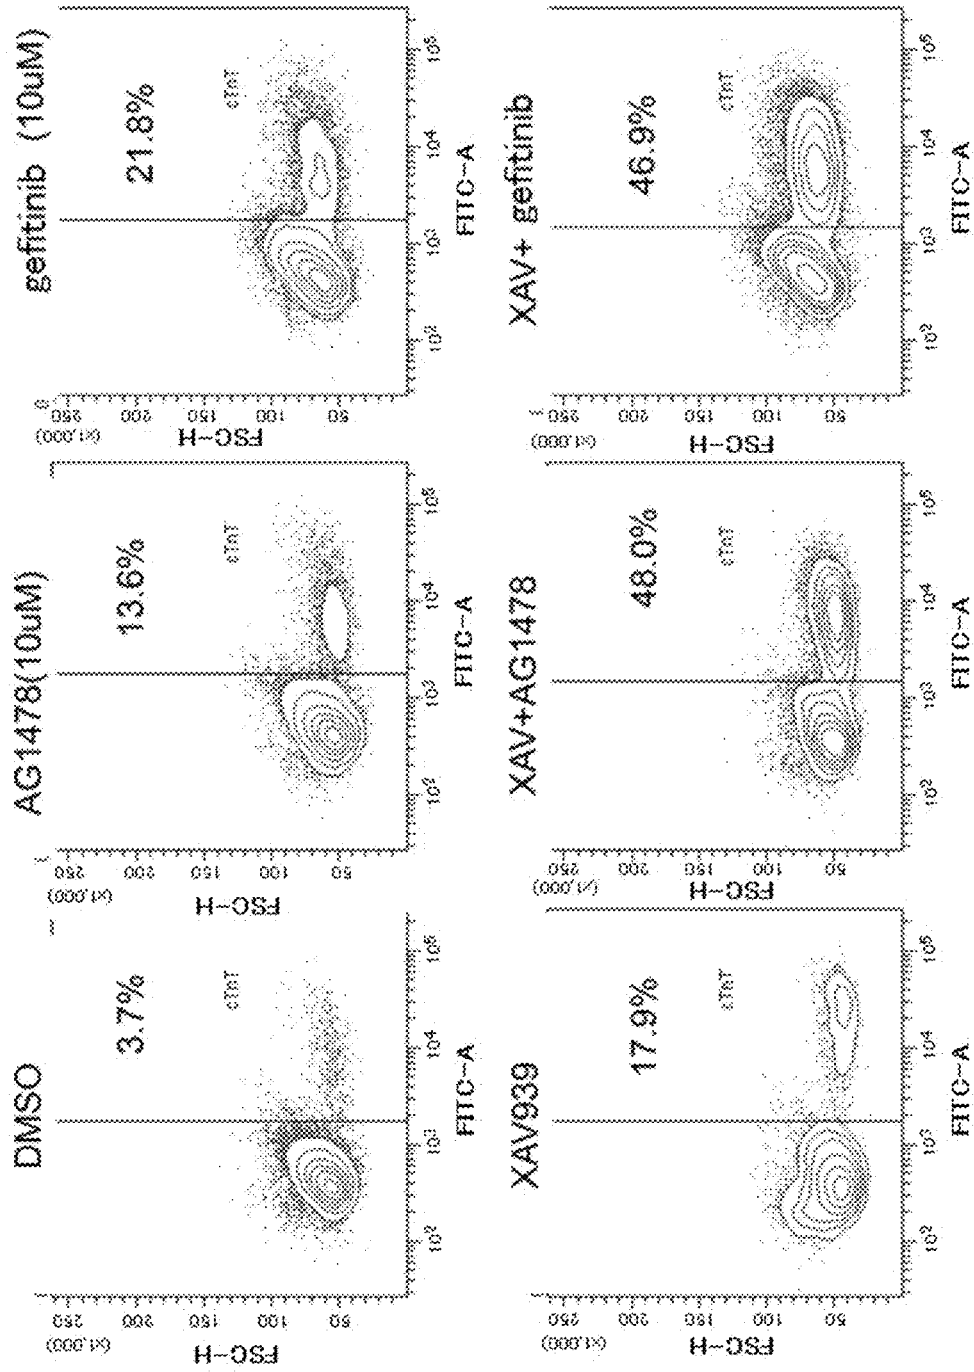 DMSO
(x1,000)
250
200
150
100
50
FSC-H
3.7%
cTnT
10² 10³ 10⁴ 10⁵
FITC-A
AG1478(10uM)
(x1,000)
250
200
150
100
50
FSC-H
13.6%
cTnT
10² 10³ 10⁴ 10⁵
FITC-A
gefitinib (10uM)
(x1,000)
250
200
150
100
50
FSC-H
21.8%
cTnT
10² 10³ 10⁴ 10⁵
FITC-A
XAV939
(x1,000)
250
200
150
100
50
FSC-H
17.9%
cTnT
10² 10³ 10⁴ 10⁵
FITC-A
XAV+AG1478
(x1,000)
250
200
150
100
50
FSC-H
48.0%
cTnT
10² 10³ 10⁴ 10⁵
FITC-A
XAV+ gefitinib
(x1,000)
250
200
150
100
50
FSC-H
46.9%
cTnT
10² 10³ 10⁴ 10⁵
FITC-A